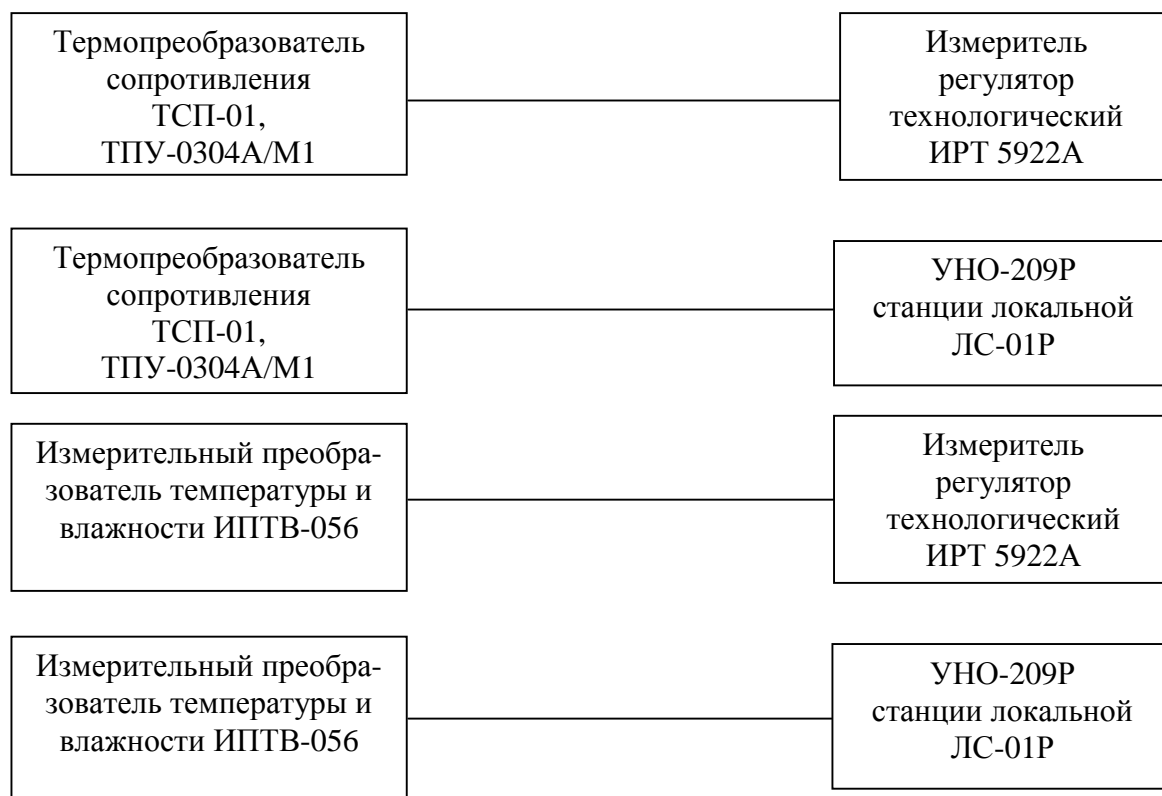 Термопреобразователь
сопротивления
ТСП-01,
ТПУ-0304А/М1
Измеритель
регулятор
технологический
ИРТ 5922А
Термопреобразователь
сопротивления
ТСП-01,
ТПУ-0304А/М1
УНО-209Р
станции локальной
ЛС-01Р
Измерительный преобра-
зователь температуры и
влажности ИПТВ-056
Измеритель
регулятор
технологический
ИРТ 5922А
Измерительный преобра-
зователь температуры и
влажности ИПТВ-056
УНО-209Р
станции локальной
ЛС-01Р